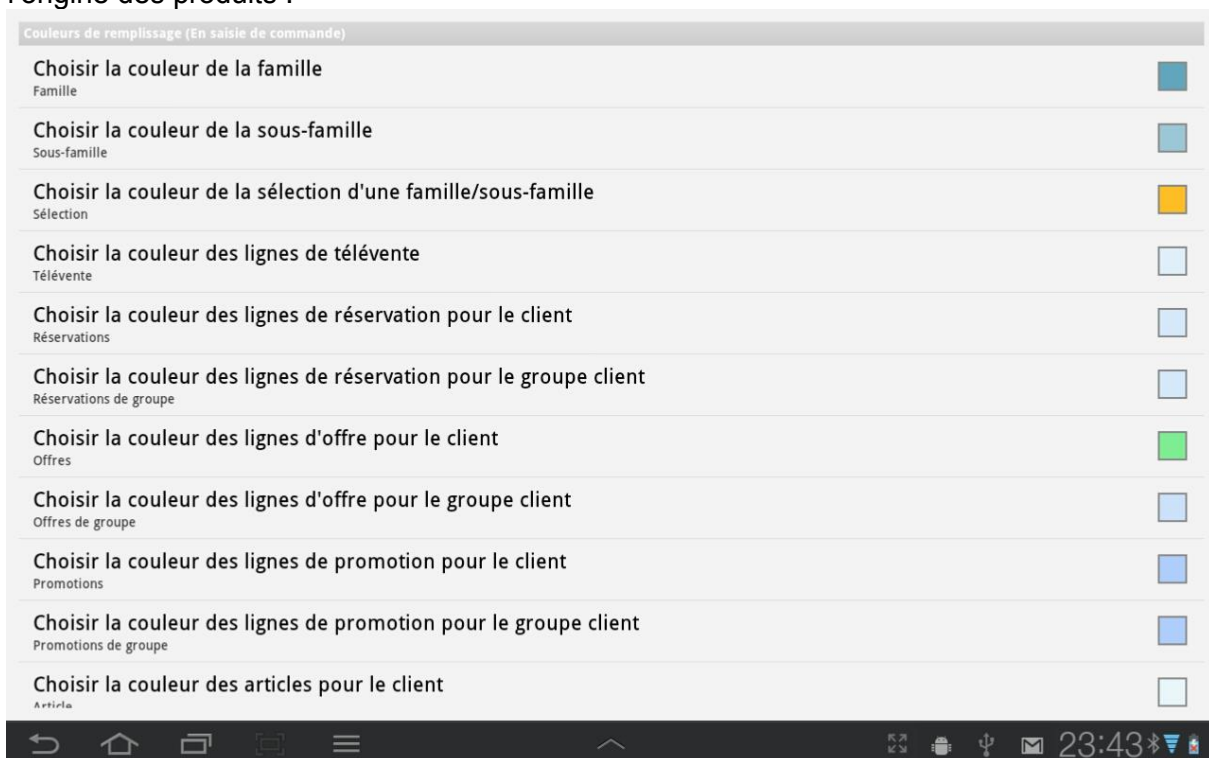 l'origine des produits :
Couleurs de remplissage (En saisie de commande)
Choisir la couleur de la famille
Famille
Choisir la couleur de la sous-famille
Sous-famille
Choisir la couleur de la sélection d'une famille/sous-famille
Sélection
Choisir la couleur des lignes de télévente
Télévente
Choisir la couleur des lignes de réservation pour le client
Réservations
Choisir la couleur des lignes de réservation pour le groupe client
Réservations de groupe
Choisir la couleur des lignes d'offre pour le client
Offres
Choisir la couleur des lignes d'offre pour le groupe client
Offres de groupe
Choisir la couleur des lignes de promotion pour le client
Promotions
Choisir la couleur des lignes de promotion pour le groupe client
Promotions de groupe
Choisir la couleur des articles pour le client
Article
23:43